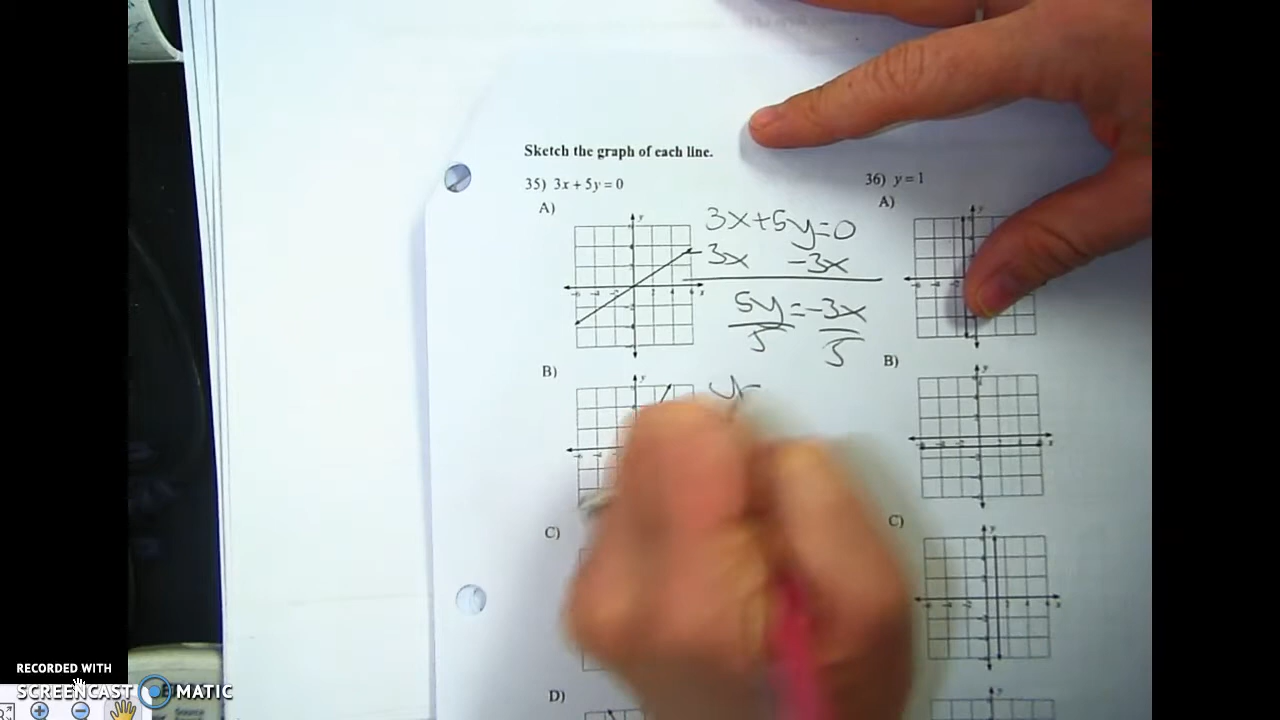 Sketch the graph of each line.
35) 3x + 5y = 0
36) y = 1
A)
A)
3x+5y=0
-3x -3x
5y = -3x
5 5
B)
B)
y
C)
C)
D)
RECORDED WITH
SCREENCAST MATIC